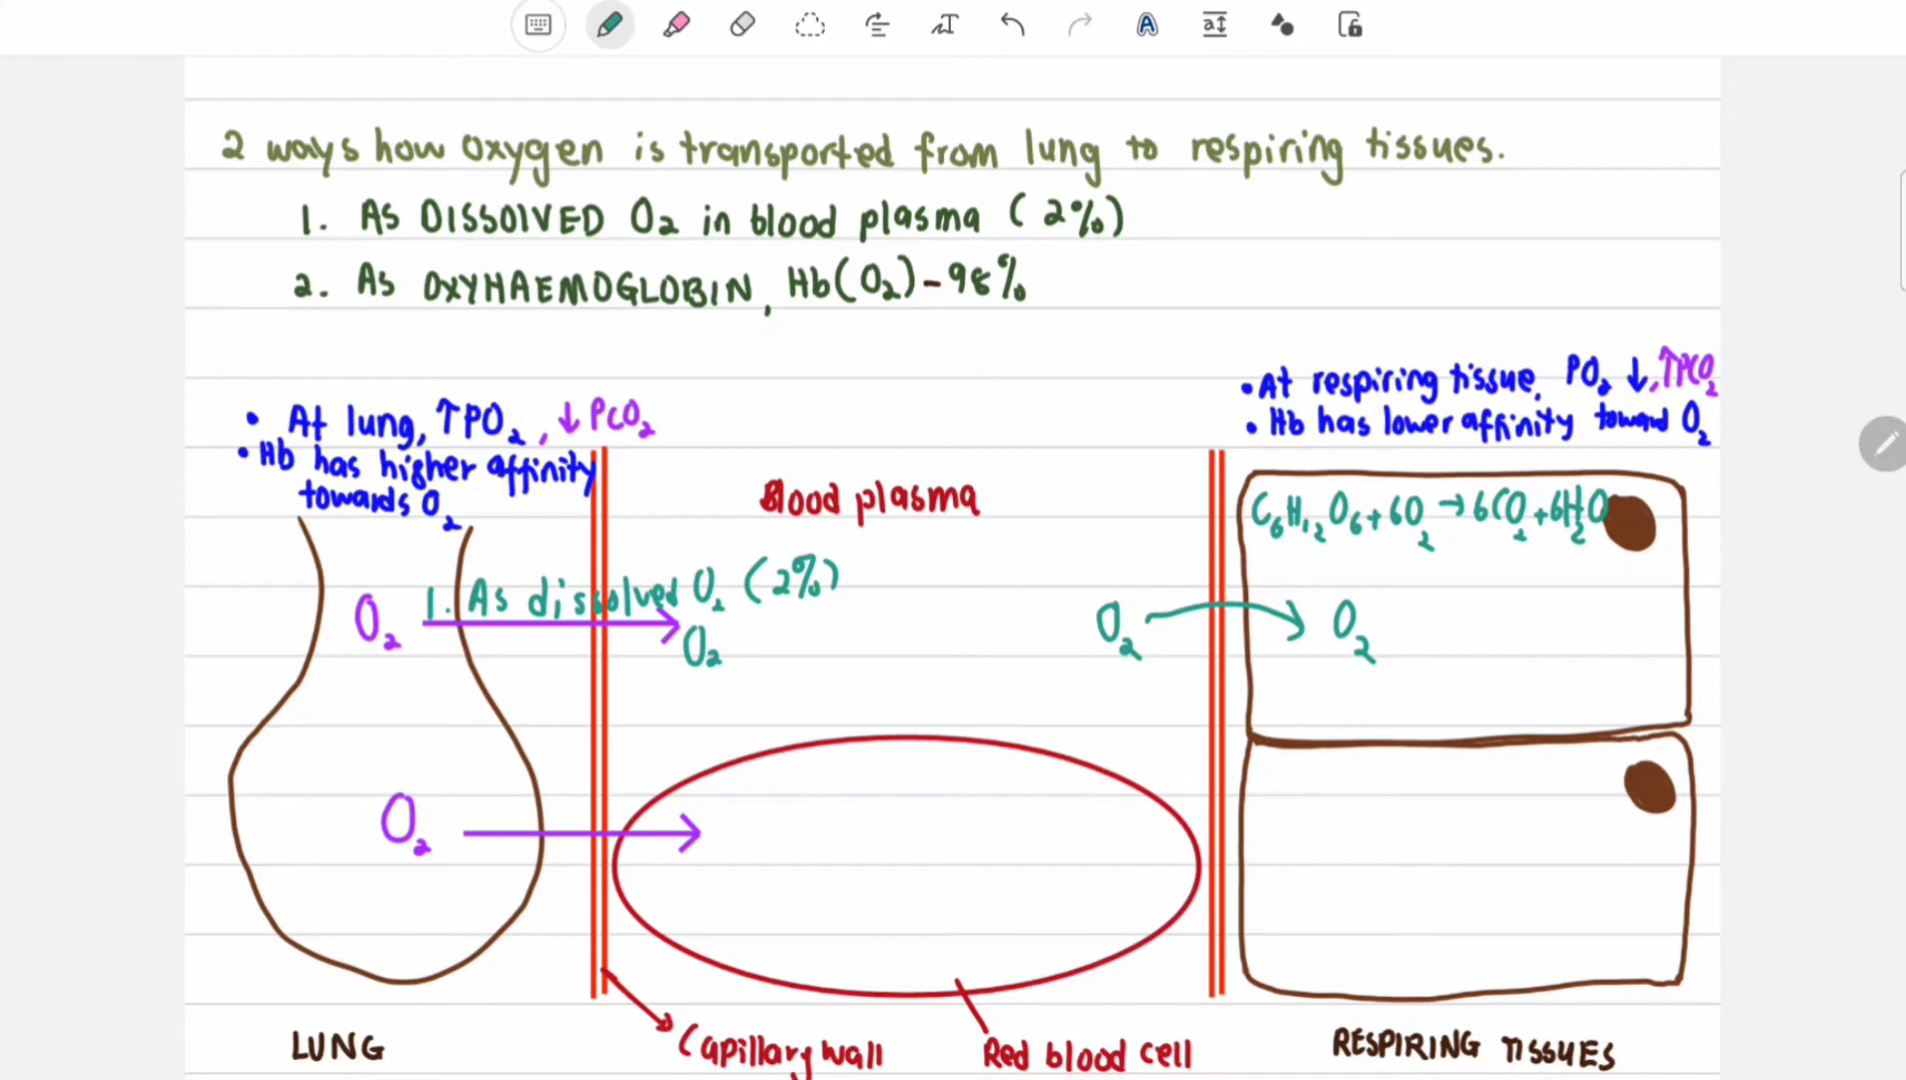 2 ways how oxygen is transported from lung to respiring tissues.
1. As DISSOLVED O₂ in blood plasma (2%)
2. As OXYHAEMOGLOBIN, Hb(O₂) - 98%
• At respiring tissue, PO₂ ↓, ↑PCO₂
• Hb has lower affinity toward O₂
• At lung, ↑PO₂, ↓ PCO₂
• Hb has higher affinity
towards O₂
Blood plasma
C₆H₁₂O₆ + 6O₂ → 6CO₂ + 6H₂O
1. As dissolved O₂ (2%)
O₂ O₂ O₂ O₂
O₂
LUNG
Capillary wall
Red blood cell
RESPIRING TISSUES